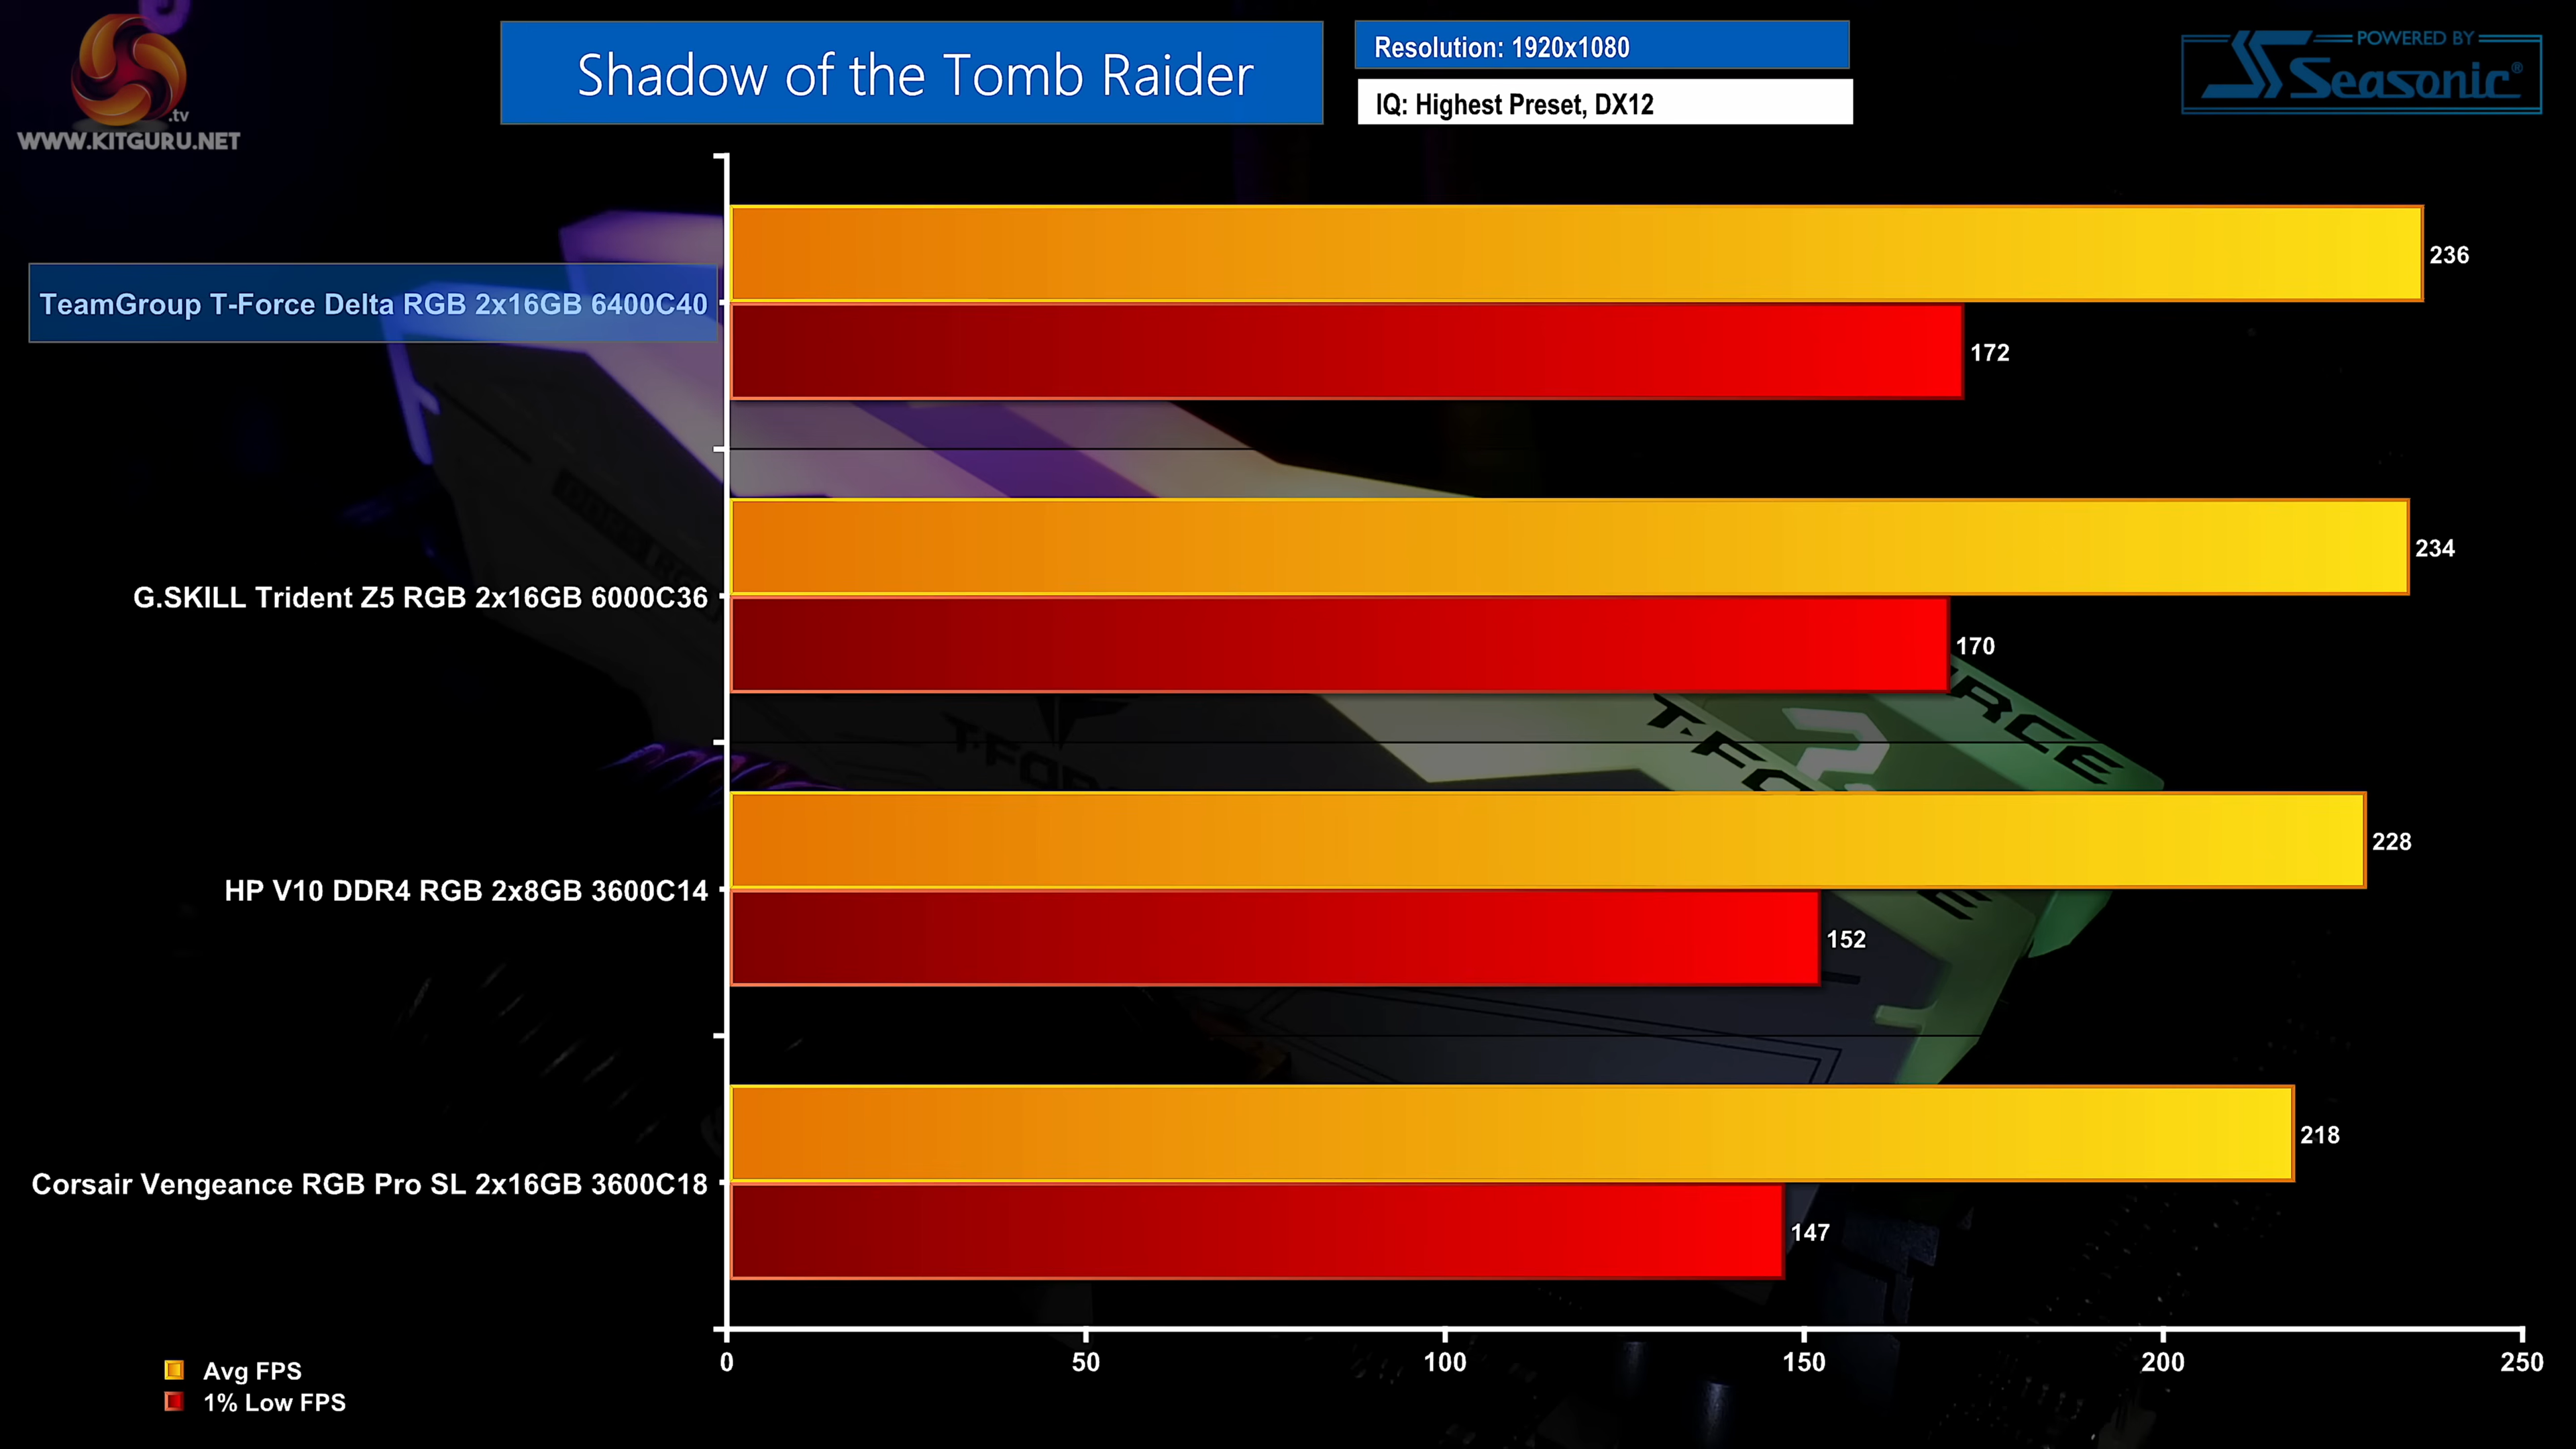 .tv
WWW.KITGURU.NET
Shadow of the Tomb Raider
Resolution: 1920x1080
IQ: Highest Preset, DX12
POWERED BY
Seasonic®
TeamGroup T-Force Delta RGB 2x16GB 6400C40
236
172
G.SKILL Trident Z5 RGB 2x16GB 6000C36
234
170
RCE
T-FO
T-FOR
HP V10 DDR4 RGB 2x8GB 3600C14
228
152
E
Corsair Vengeance RGB Pro SL 2x16GB 3600C18
218
147
0 50 100 150 200 250
Avg FPS
1% Low FPS